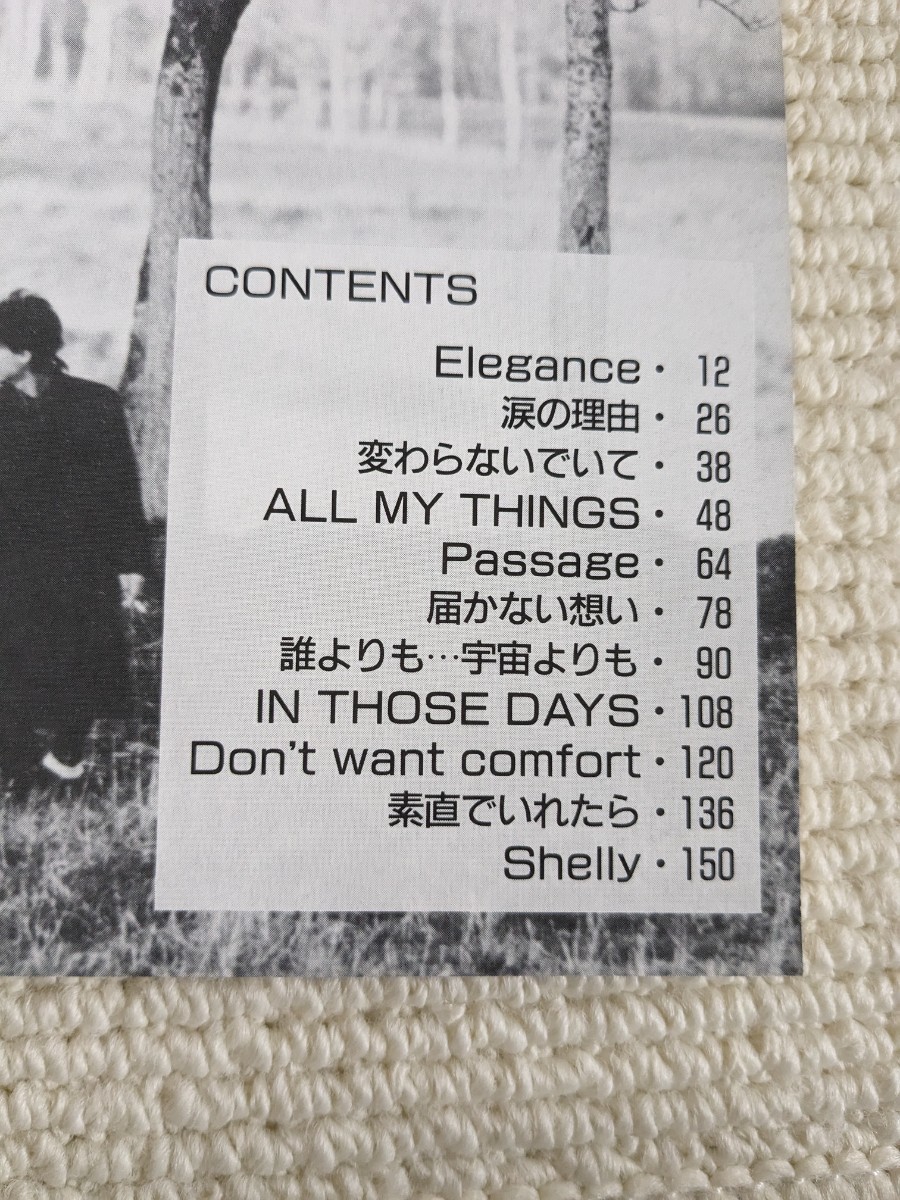 CONTENTS
Elegance・ 12
涙の理由・ 26
変わらないでいて・ 38
ALL MY THINGS・ 48
Passage・ 64
届かない想い・ 78
誰よりも…宇宙よりも・ 90
IN THOSE DAYS・108
Don't want comfort・120
素直でいれたら・136
Shelly・150